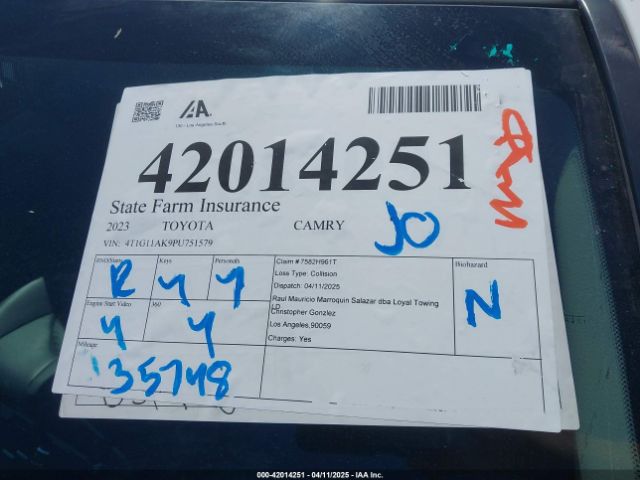 IAA
42014251
State Farm Insurance
2023 TOYOTA CAMRY
JO
VIN: 4T1G11AK9PU751579
Keys
Personals
R Y Y
Claim # 7582H961T
Loss Type: Collision
Dispatch: 04/11/2025
Raul Mauricio Marroquin Salazar dba Loyal Towing
LD
Christopher Gonzlez
Los Angeles,90059
Charges: Yes
Biohazard
N
Engine Start Video
360
Y Y
Mileage
35748
000-42014251 - 04/11/2025 - IAA Inc.